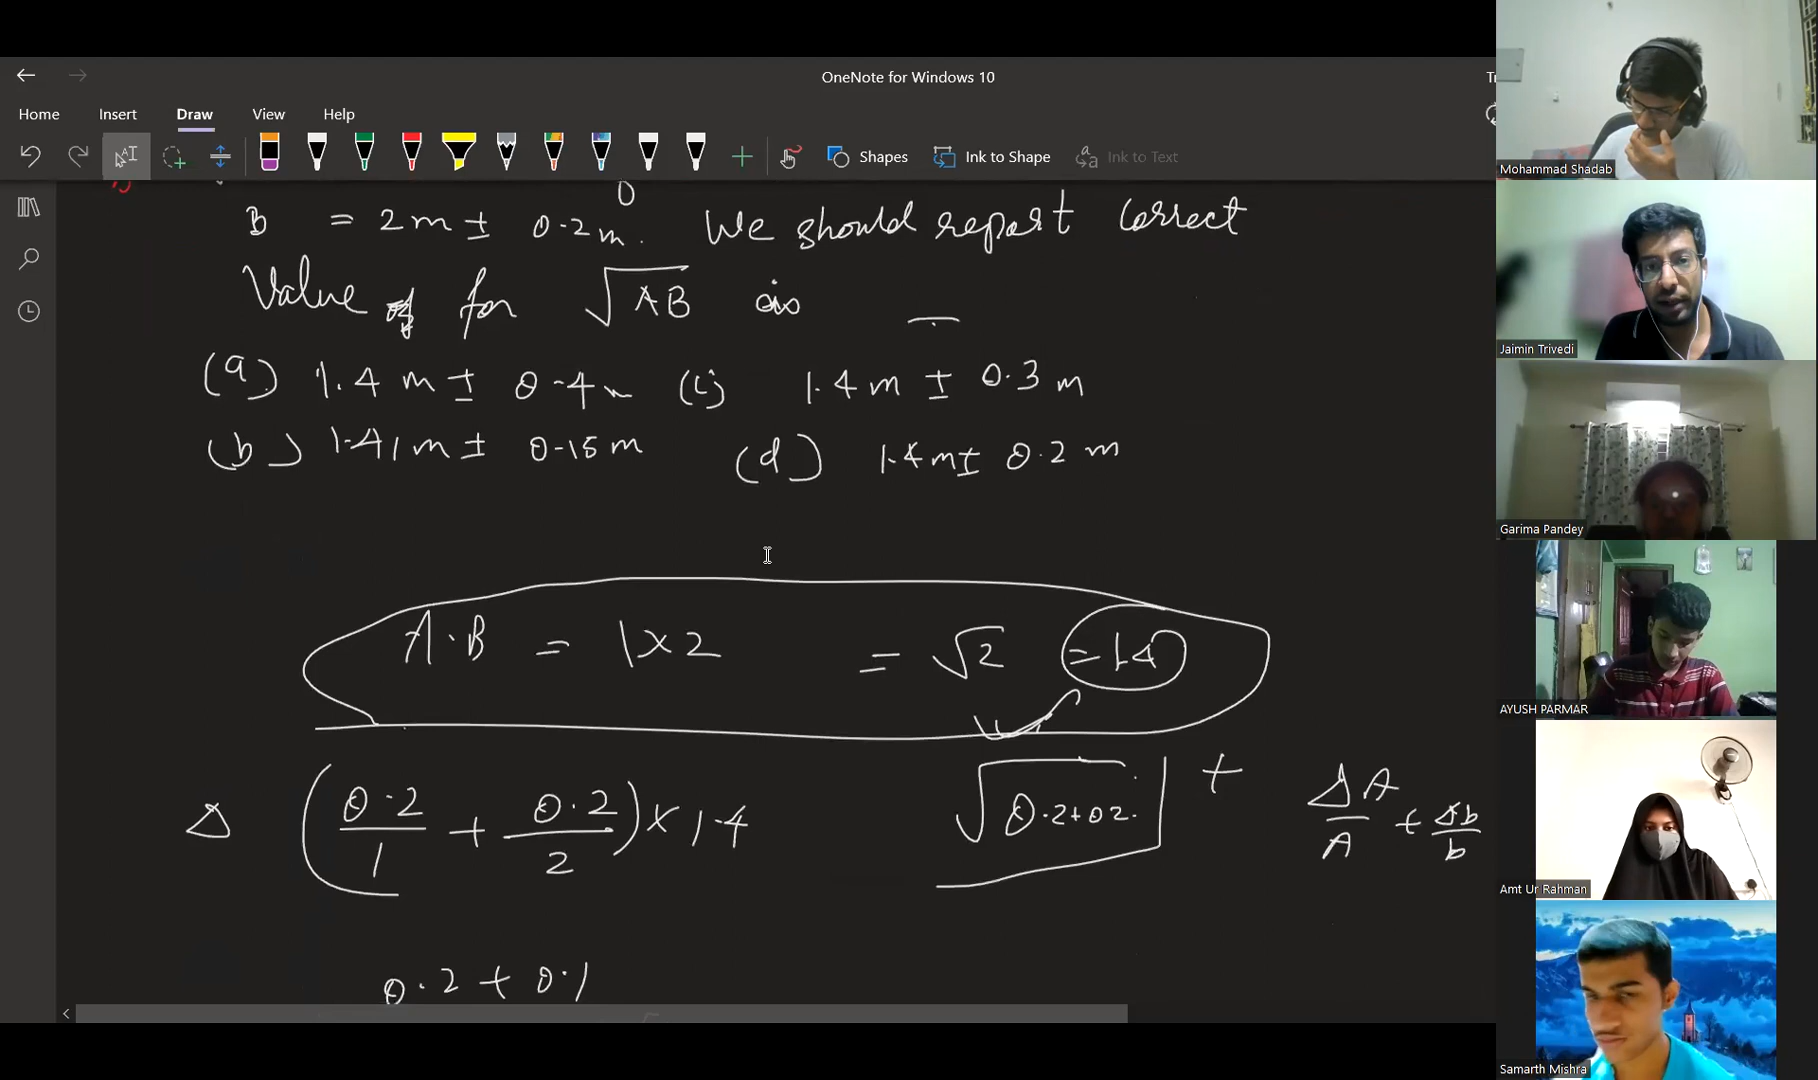 OneNote for Windows 10
Home Insert Draw View Help
Shapes Ink to Shape Ink to Text
B = 2m ± 0.2m. We should report correct
Value of for √AB as
(a) 1.4 m ± 0.4 m (c) 1.4 m ± 0.3 m
(b) 1.41 m ± 0.15 m (d) 1.4 m ± 0.2 m
A.B = 1 x 2 = √2 = 1.4
Δ (0.2/1 + 0.2/2) x 1.4 √0.2+0.2 + ΔA/A + Δb/b
0.2 + 0.1
Mohammad Shadab
Jaimin Trivedi
Garima Pandey
AYUSH PARMAR
Amt Ur Rahman
Samarth Mishra